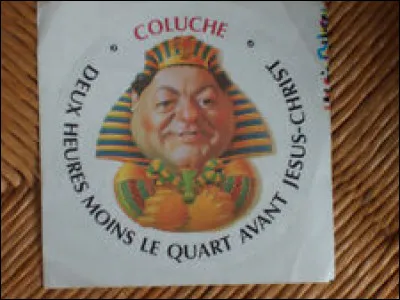 COLUCHE
DEUX HEURES MOINS LE QUART AVANT JESUS-CHRIST